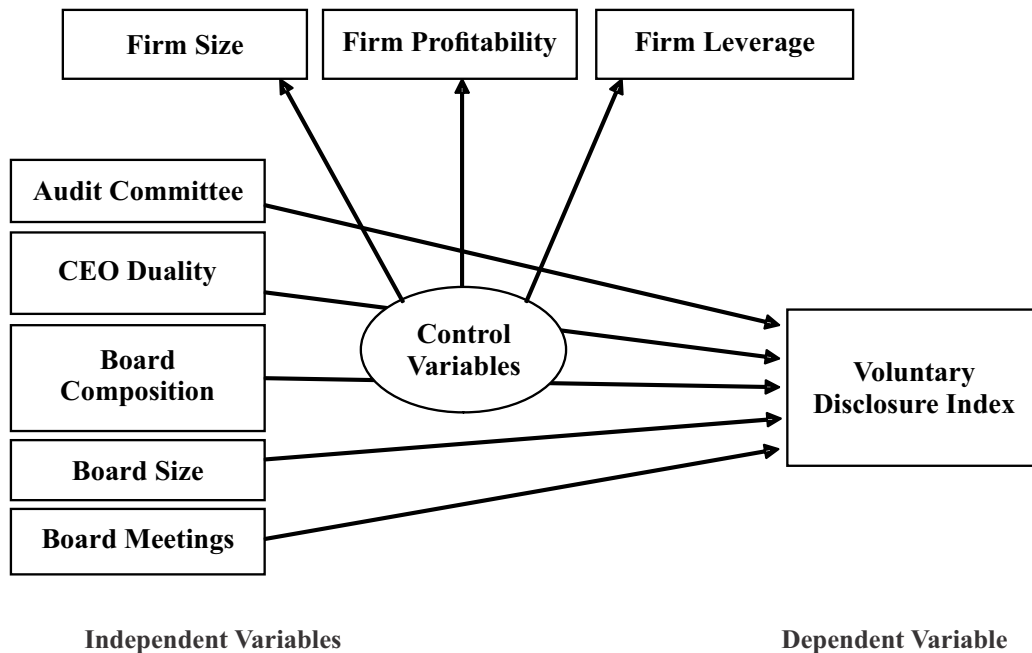 Firm Size
Firm Profitability
Firm Leverage
Audit Committee
CEO Duality
Board
Composition
Board Size
Board Meetings
Control
Variables
Voluntary
Disclosure Index
Independent Variables
Dependent Variable